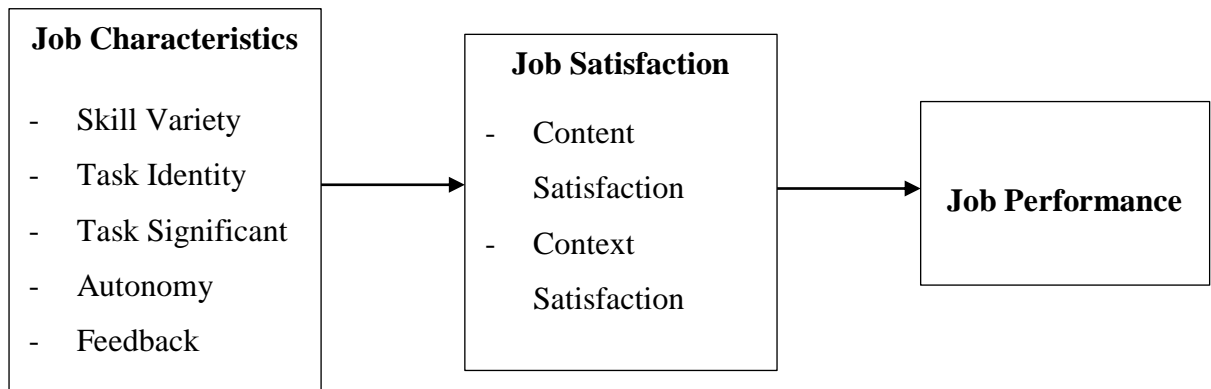 Job Characteristics
- Skill Variety
- Task Identity
- Task Significant
- Autonomy
- Feedback
Job Satisfaction
- Content
Satisfaction
- Context
Satisfaction
Job Performance